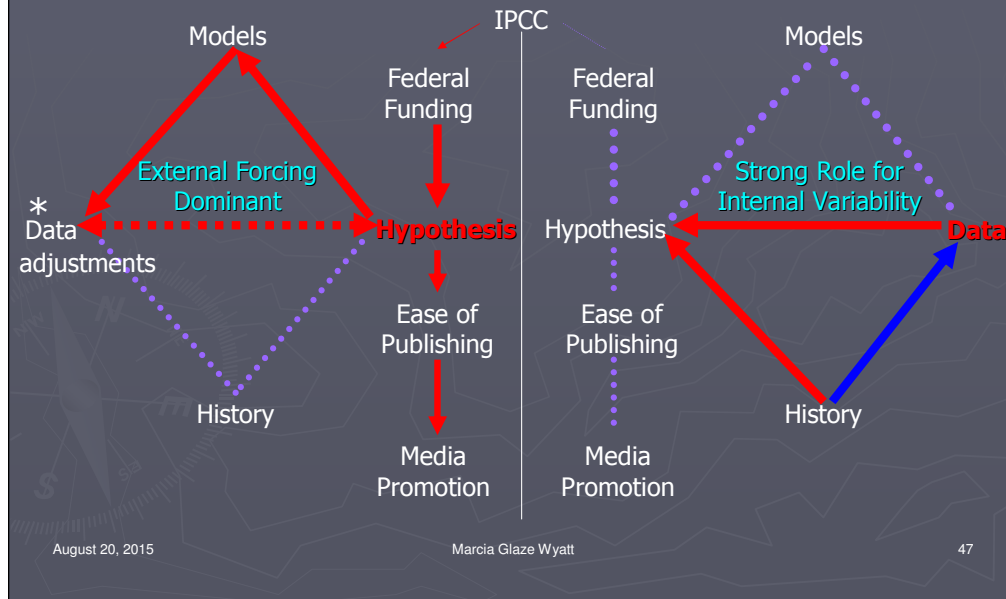 IPCC
Models
Federal
Funding
External Forcing
Dominant
*
Data
adjustments
Hypothesis
Ease of
Publishing
History
Media
Promotion
Models
Federal
Funding
Strong Role for
Internal Variability
Hypothesis
Data
Ease of
Publishing
History
Media
Promotion
N
NW
E
S
SE
August 20, 2015
Marcia Glaze Wyatt
47